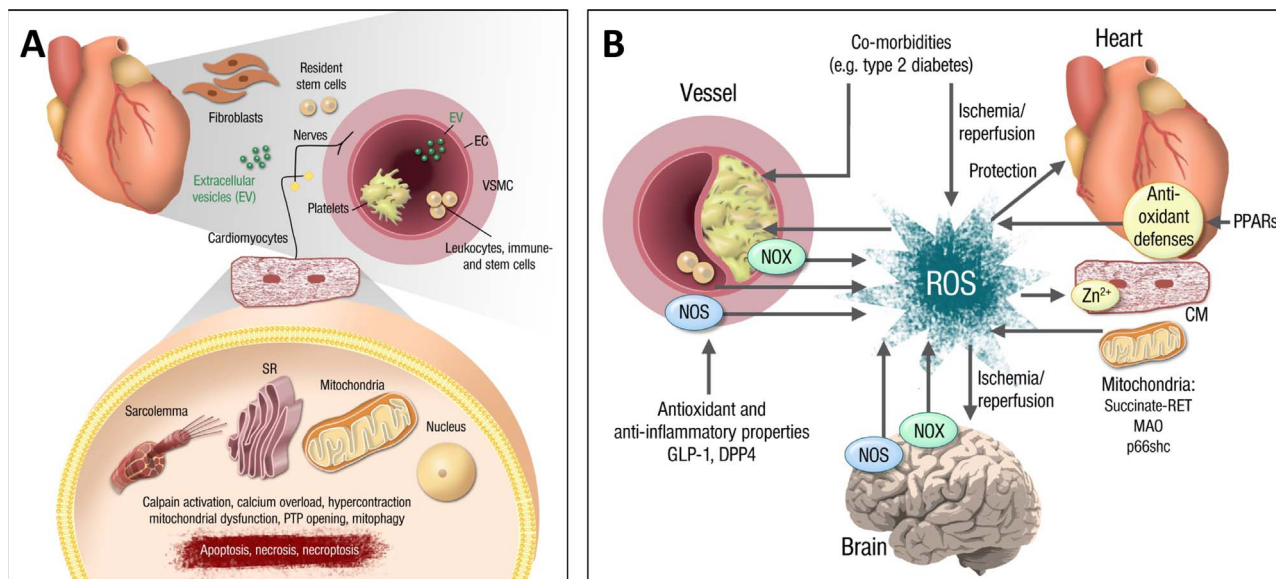 A
Fibroblasts
Resident
stem cells
Nerves
EV
EC
VSMC
Extracellular
vesicles (EV)
Platelets
Cardiomyocytes
Leukocytes, immune-
and stem cells
SR
Mitochondria
Sarcolemma
Nucleus
Calpain activation, calcium overload, hypercontraction
mitochondrial dysfunction, PTP opening, mitophagy
Apoptosis, necrosis, necroptosis
B
Co-morbidities
(e.g. type 2 diabetes)
Heart
Vessel
Ischemia/
reperfusion
Protection
Anti-
oxidant
defenses
PPARs
NOX
ROS
Zn²⁺
CM
NOS
Mitochondria:
Succinate-RET
MAO
p66shc
Ischemia/
reperfusion
Antioxidant and
anti-inflammatory properties
GLP-1, DPP4
NOX
NOS
Brain